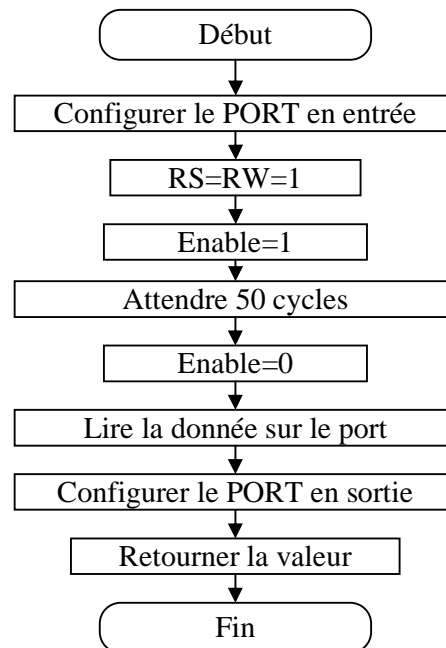 Début
Configurer le PORT en entrée
RS=RW=1
Enable=1
Attendre 50 cycles
Enable=0
Lire la donnée sur le port
Configurer le PORT en sortie
Retourner la valeur
Fin